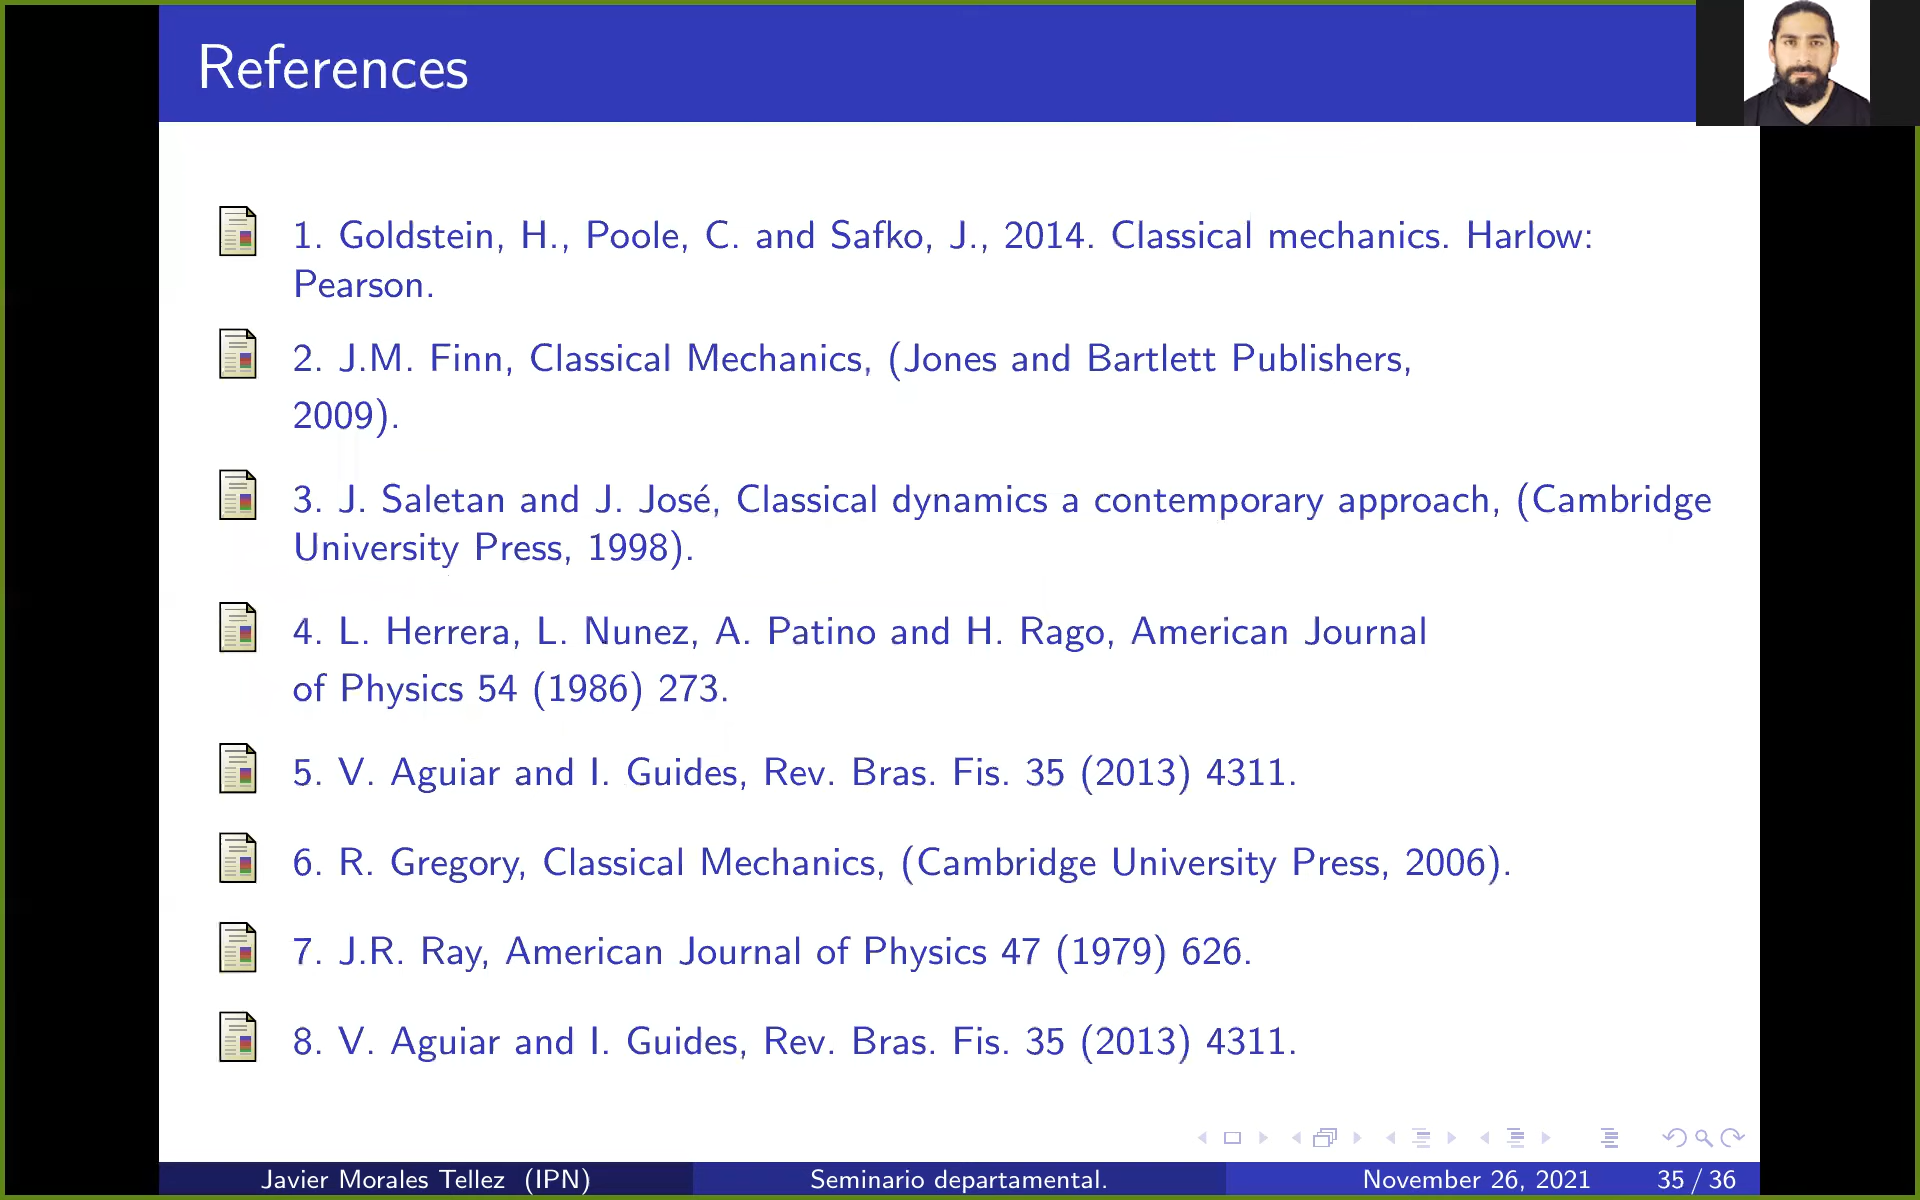 References
1. Goldstein, H., Poole, C. and Safko, J., 2014. Classical mechanics. Harlow:
Pearson.
2. J.M. Finn, Classical Mechanics, (Jones and Bartlett Publishers,
2009).
3. J. Saletan and J. José, Classical dynamics a contemporary approach, (Cambridge
University Press, 1998).
4. L. Herrera, L. Nunez, A. Patino and H. Rago, American Journal
of Physics 54 (1986) 273.
5. V. Aguiar and I. Guides, Rev. Bras. Fis. 35 (2013) 4311.
6. R. Gregory, Classical Mechanics, (Cambridge University Press, 2006).
7. J.R. Ray, American Journal of Physics 47 (1979) 626.
8. V. Aguiar and I. Guides, Rev. Bras. Fis. 35 (2013) 4311.
Javier Morales Tellez (IPN) Seminario departamental. November 26, 2021 35 / 36